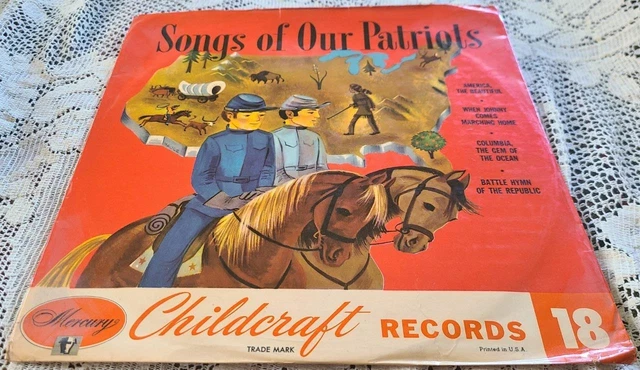 Songs of Our Patriots
AMERICA,
THE BEAUTIFUL
•
WHEN JOHNNY
COMES
MARCHING HOME
•
COLUMBIA,
THE GEM OF
THE OCEAN
•
BATTLE HYMN
OF THE REPUBLIC
Mercury
Childcraft RECORDS 18
TRADE MARK
Printed in U.S.A.